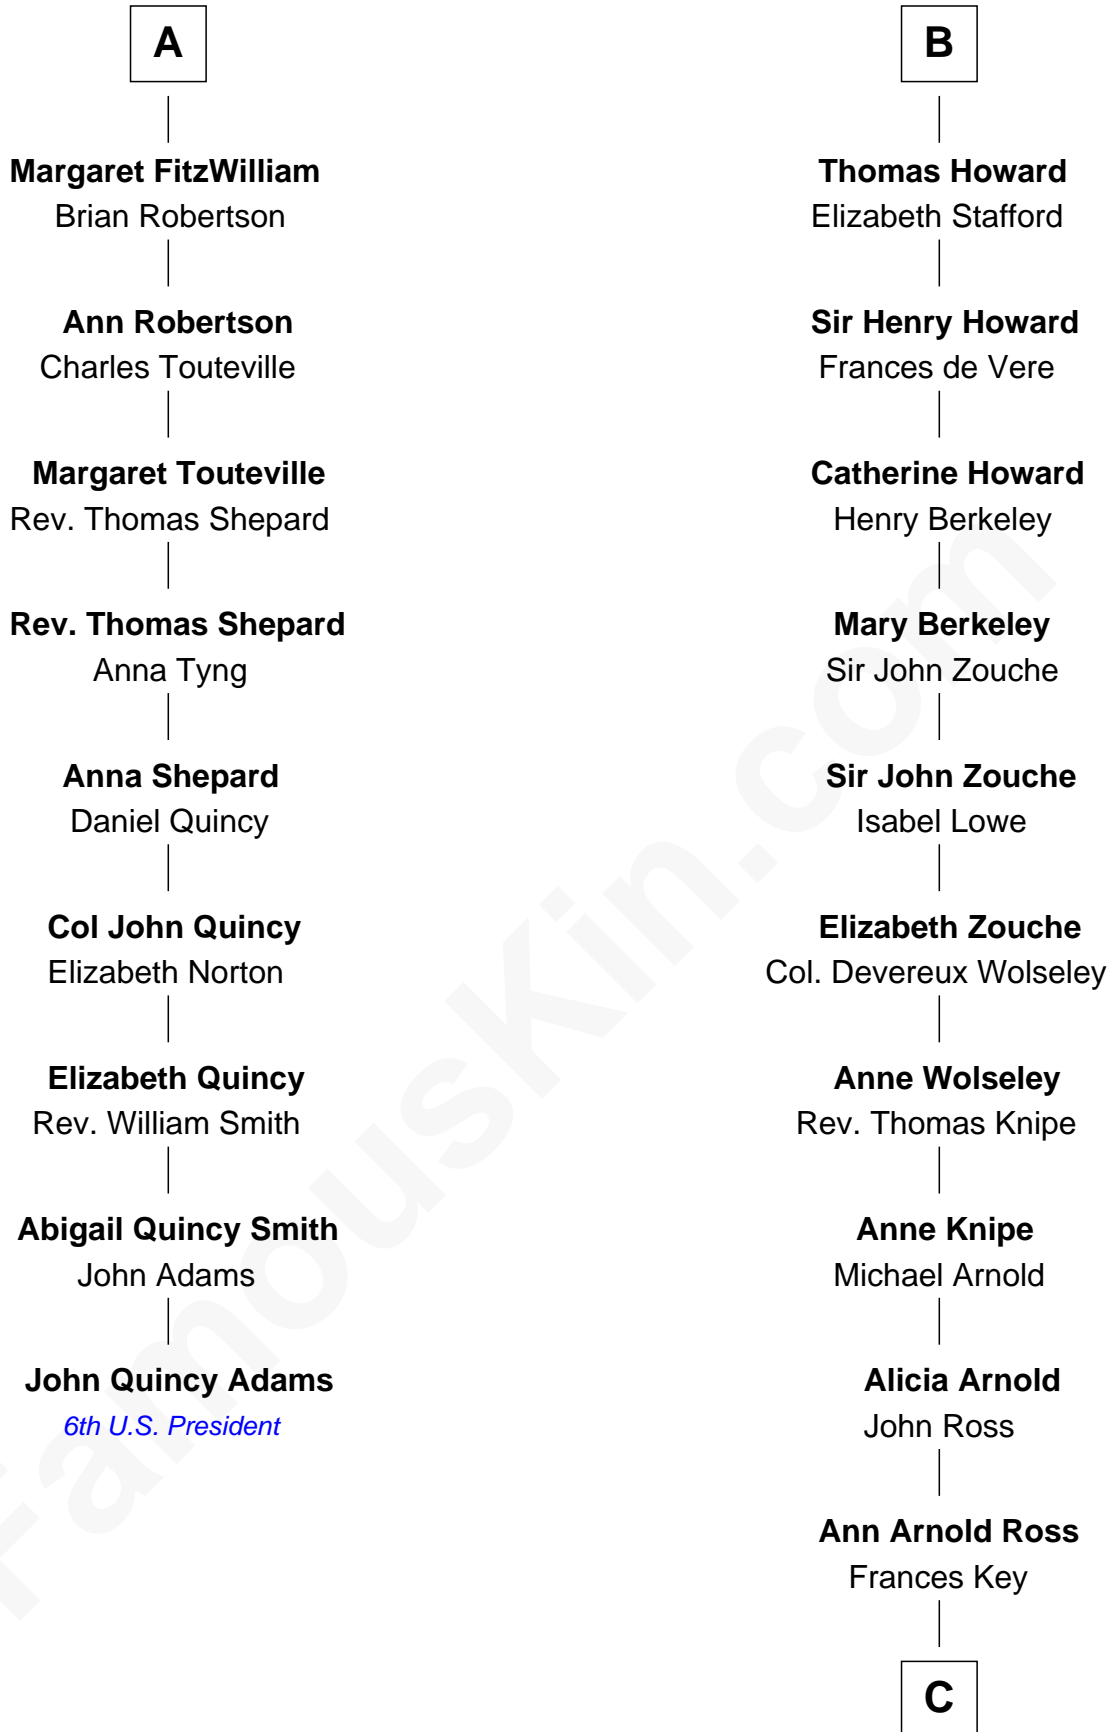 A
Margaret FitzWilliam
Brian Robertson
Ann Robertson
Charles Touteville
Margaret Touteville
Rev. Thomas Shepard
Rev. Thomas Shepard
Anna Tyng
Anna Shepard
Daniel Quincy
Col John Quincy
Elizabeth Norton
Elizabeth Quincy
Rev. William Smith
Abigail Quincy Smith
John Adams
John Quincy Adams
6th U.S. President
B
Thomas Howard
Elizabeth Stafford
Sir Henry Howard
Frances de Vere
Catherine Howard
Henry Berkeley
Mary Berkeley
Sir John Zouche
Sir John Zouche
Isabel Lowe
Elizabeth Zouche
Col. Devereux Wolseley
Anne Wolseley
Rev. Thomas Knipe
Anne Knipe
Michael Arnold
Alicia Arnold
John Ross
Ann Arnold Ross
Frances Key
C
FamousKin.com